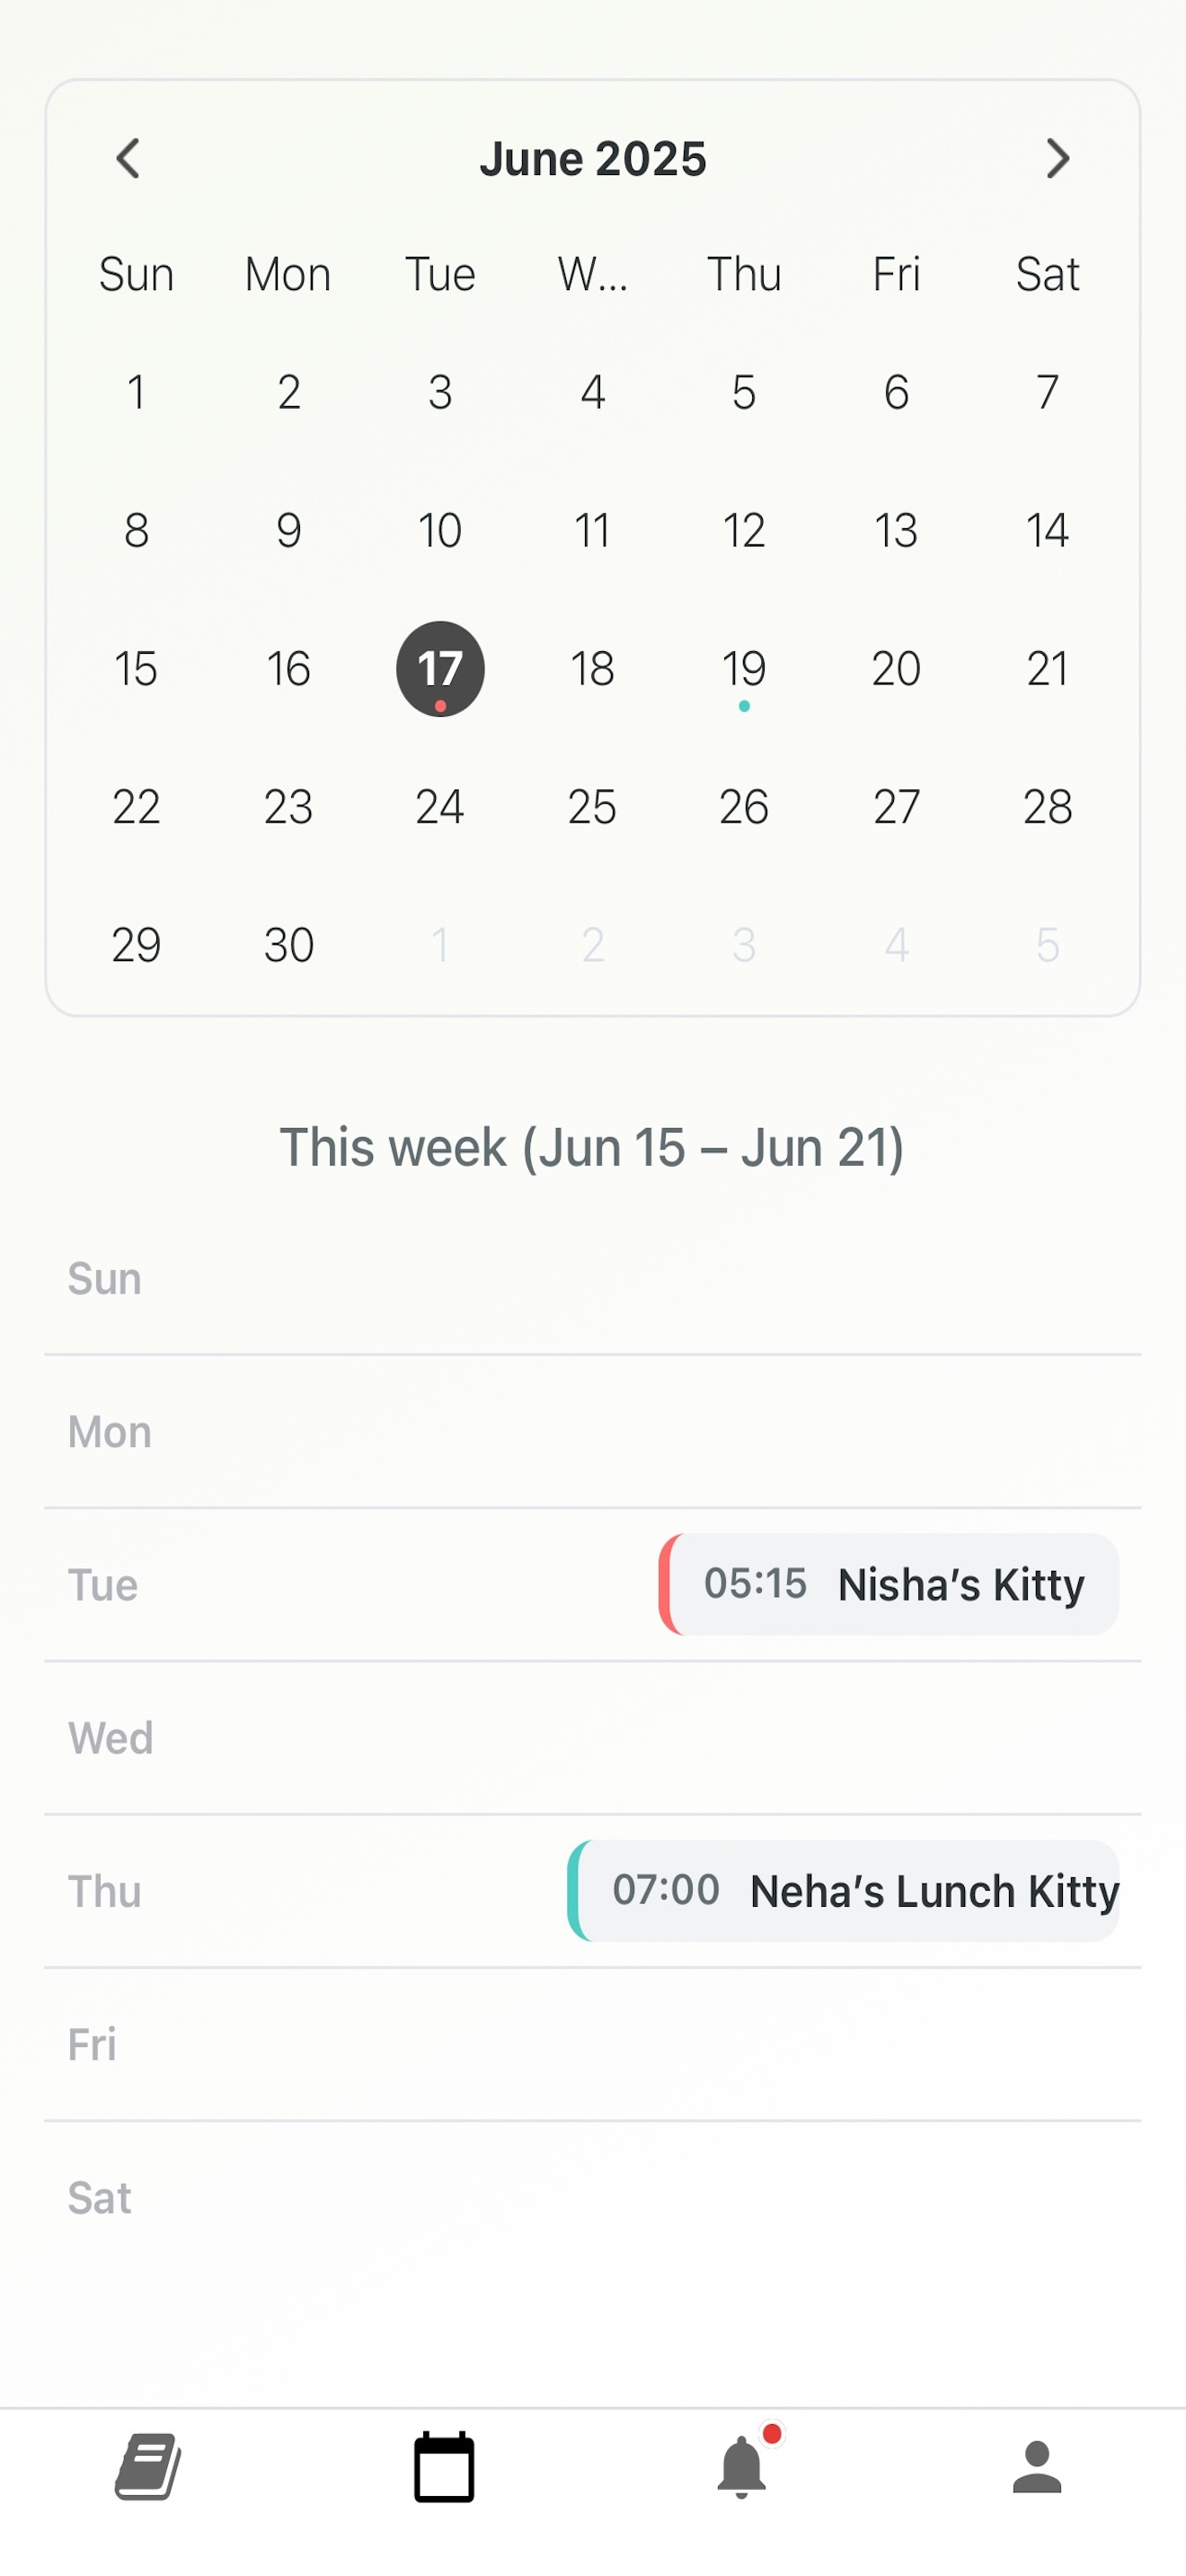 June 2025
Sun Mon Tue W... Thu Fri Sat
1 2 3 4 5 6 7
8 9 10 11 12 13 14
15 16 17 18 19 20 21
22 23 24 25 26 27 28
29 30 1 2 3 4 5
This week (Jun 15 – Jun 21)
Sun
Mon
Tue 05:15 Nisha’s Kitty
Wed
Thu 07:00 Neha’s Lunch Kitty
Fri
Sat